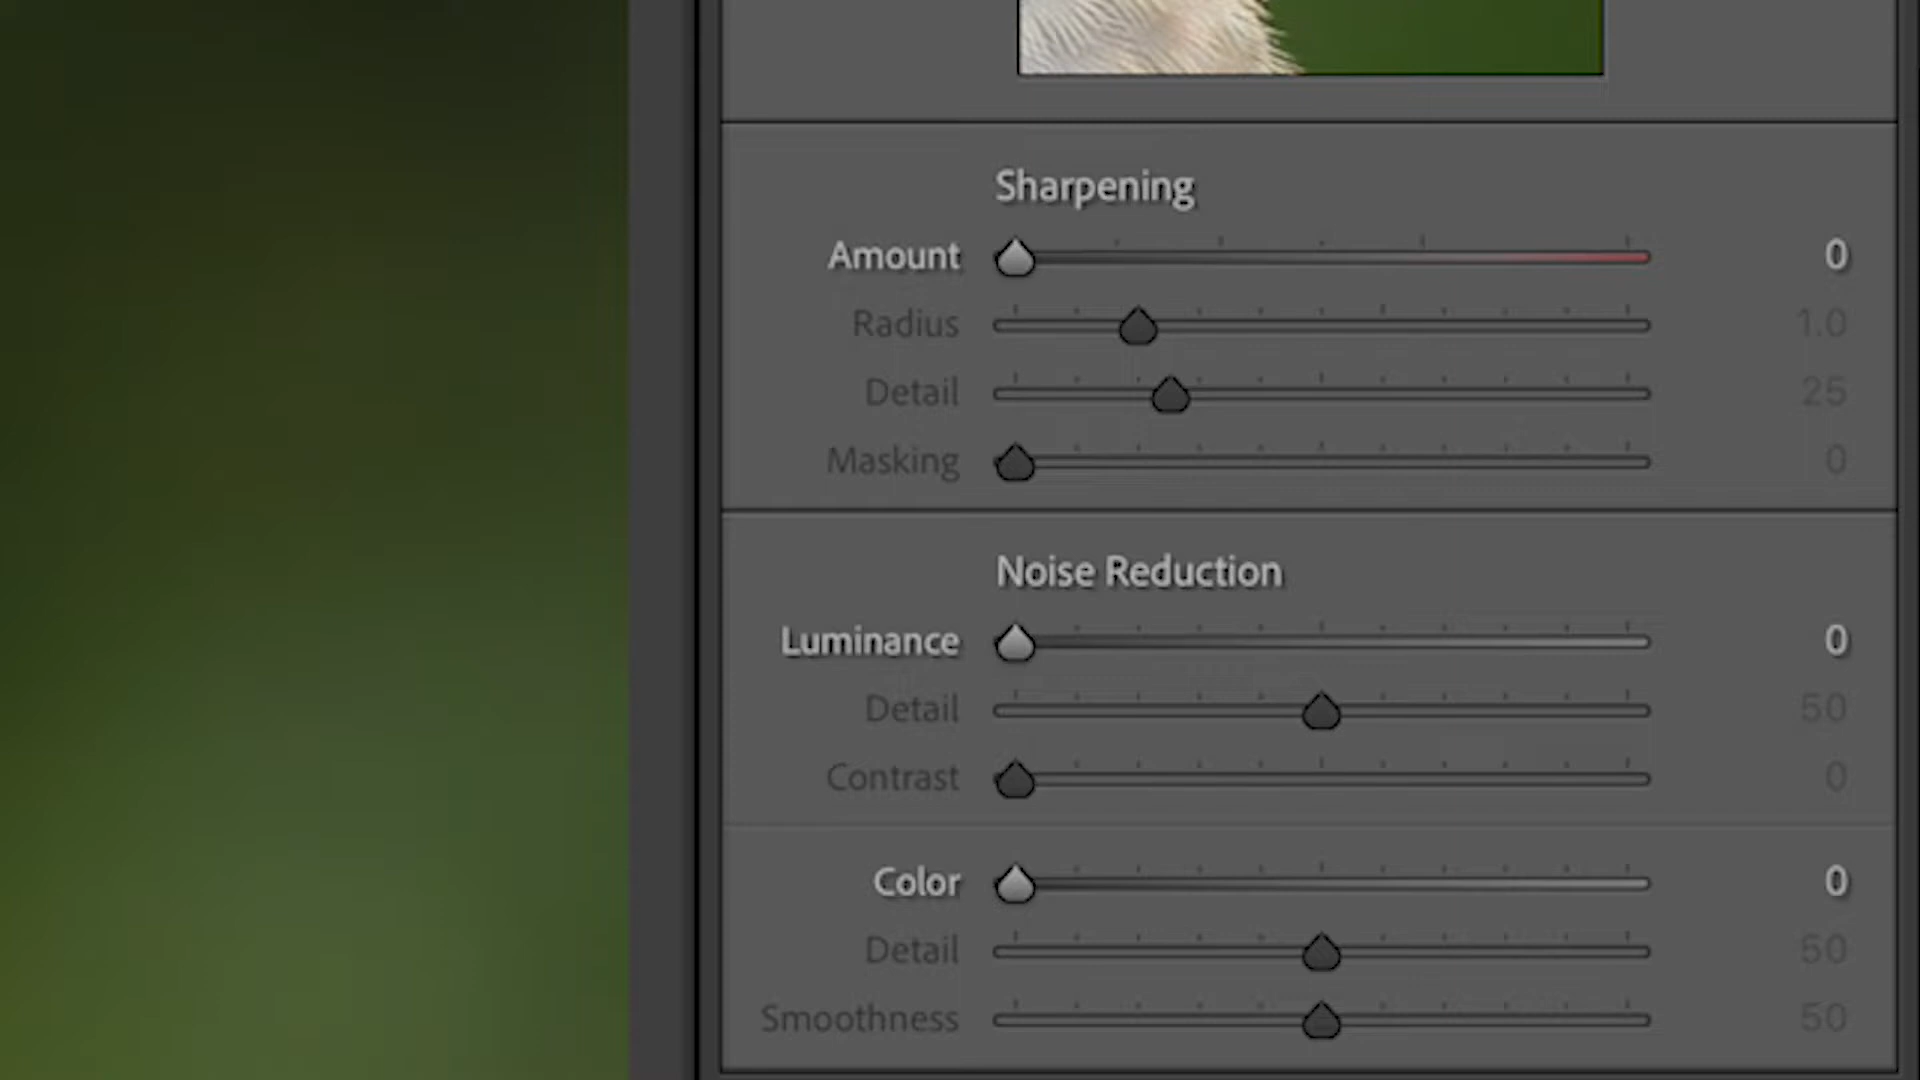 Sharpening
Amount 0
Radius 1.0
Detail 25
Masking 0
Noise Reduction
Luminance 0
Detail 50
Contrast 0
Color 0
Detail 50
Smoothness 50